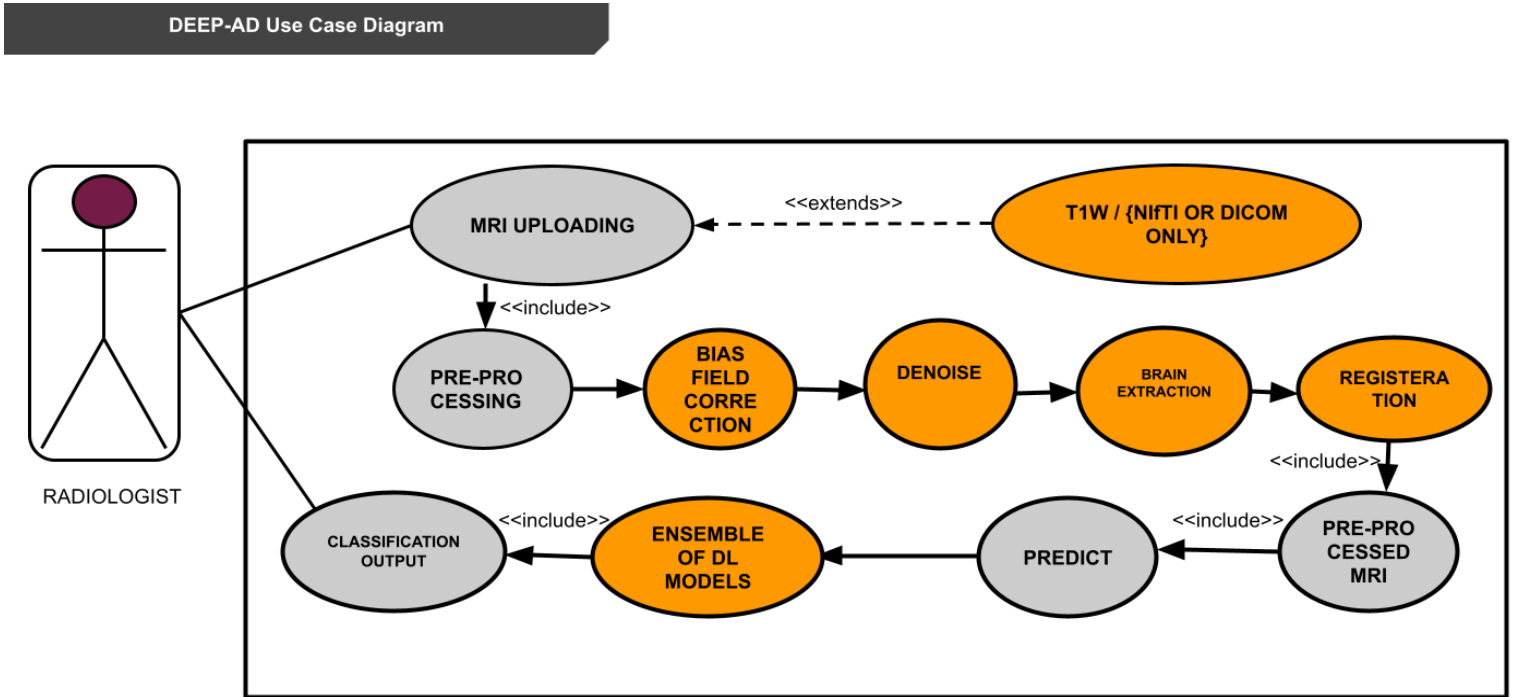 DEEP-AD Use Case Diagram
MRI UPLOADING
<<extends>>
T1W / {NIfTI OR DICOM
ONLY}
<<include>>
PRE-PRO
CESSING
BIAS
FIELD
CORRE
CTION
DENOISE
BRAIN
EXTRACTION
REGISTERA
TION
<<include>>
RADIOLOGIST
CLASSIFICATION
OUTPUT
<<include>>
ENSEMBLE
OF DL
MODELS
PREDICT
<<include>>
PRE-PRO
CESSED
MRI